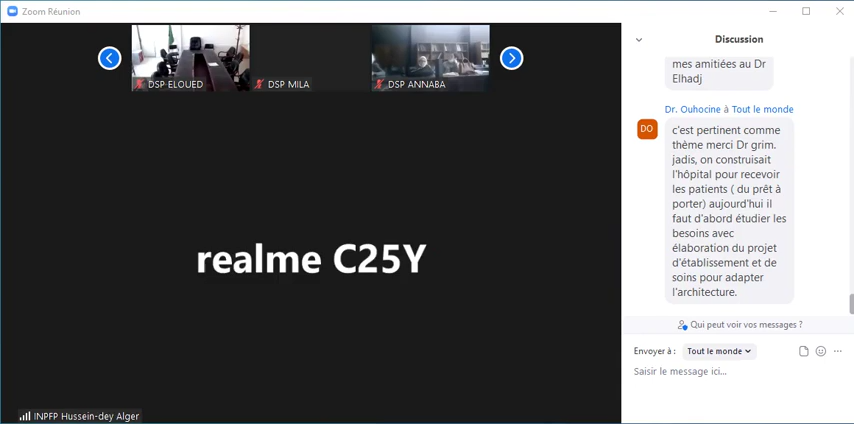 Zoom Réunion
DSP ELOUED
DSP MILA
DSP ANNABA
realme C25Y
INPFP Hussein-dey Alger
Discussion
mes amitiées au Dr
Elhadj
Dr. Ouhocine à Tout le monde
DO
c'est pertinent comme
thème merci Dr grim.
jadis, on construisait
l'hôpital pour recevoir
les patients ( du prêt à
porter) aujourd'hui il
faut d'abord étudier les
besoins avec
élaboration du projet
d'établissement et de
soins pour adapter
l'architecture.
Qui peut voir vos messages ?
Envoyer à : Tout le monde
Saisir le message ici...